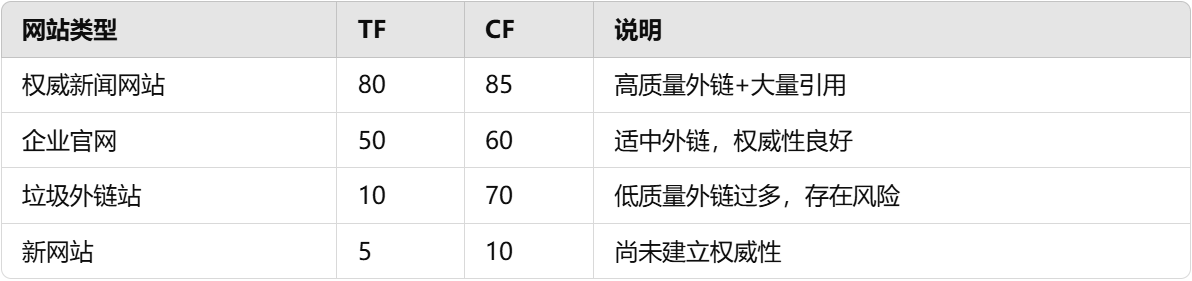 网站类型 TF CF 说明
权威新闻网站 80 85 高质量外链+大量引用
企业官网 50 60 适中外链，权威性良好
垃圾外链站 10 70 低质量外链过多，存在风险
新网站 5 10 尚未建立权威性